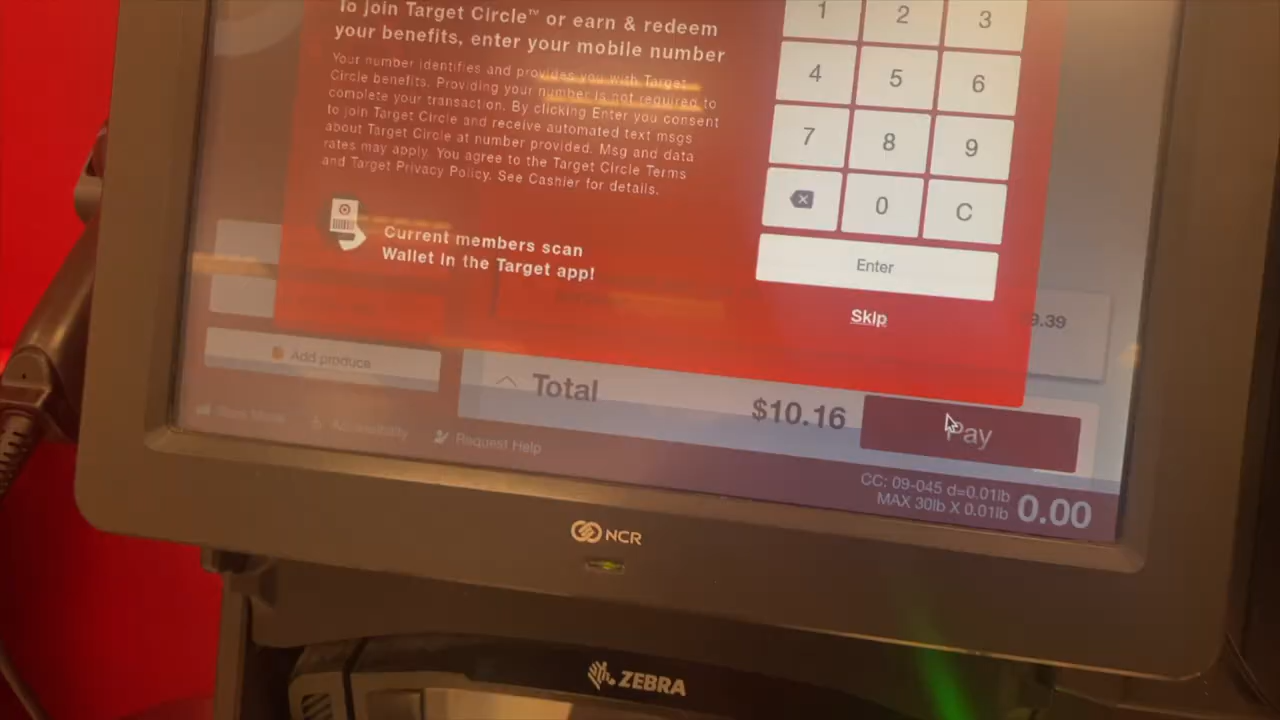 To join Target Circle™ or earn & redeem
your benefits, enter your mobile number
Your number identifies and provides you with Target
Circle benefits. Providing your number is not required to
complete your transaction. By clicking Enter you consent
to join Target Circle and receive automated text msgs
about Target Circle at number provided. Msg and data
rates may apply. You agree to the Target Circle Terms
and Target Privacy Policy. See Cashier for details.
Current members scan
Wallet in the Target app!
1 2 3
4 5 6
7 8 9
0 C
Enter
Skip
9.39
Add produce
Total $10.16
Pay
Accessibility
Request Help
CC: 09-045 d=0.01lb
MAX 30lb X 0.01lb
0.00
NCR
ZEBRA